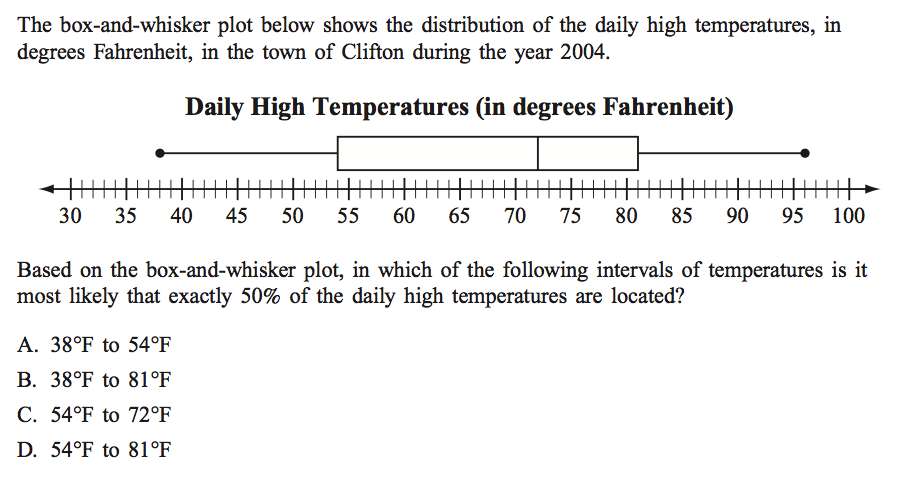 The box-and-whisker plot below shows the distribution of the daily high temperatures, in
degrees Fahrenheit, in the town of Clifton during the year 2004.
Daily High Temperatures (in degrees Fahrenheit)
30 35 40 45 50 55 60 65 70 75 80 85 90 95 100
Based on the box-and-whisker plot, in which of the following intervals of temperatures is it
most likely that exactly 50% of the daily high temperatures are located?
A. 38°F to 54°F
B. 38°F to 81°F
C. 54°F to 72°F
D. 54°F to 81°F